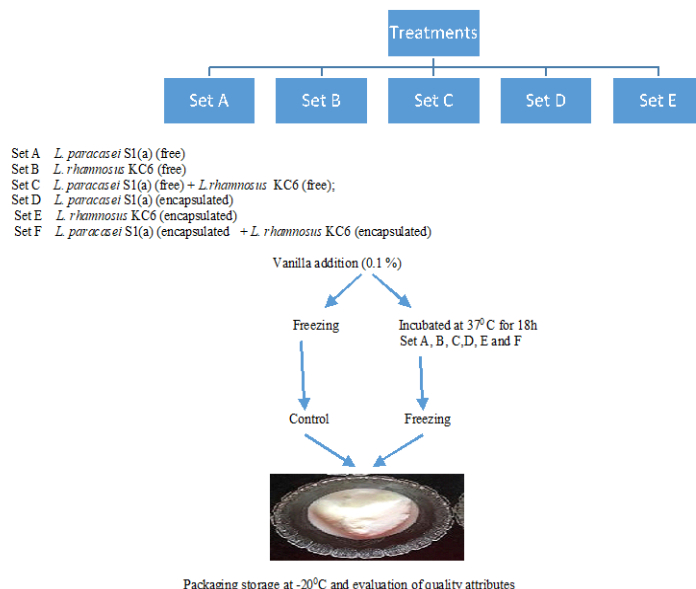 Treatments
Set A Set B Set C Set D Set E
Set A L. paracasei S1(a) (free)
Set B L. rhamnosus KC6 (free)
Set C L. paracasei S1(a) (free) + L.rhamnosus KC6 (free);
Set D L. paracasei S1(a) (encapsulated)
Set E L. rhamnosus KC6 (encapsulated)
Set F L. paracasei S1(a) (encapsulated + L. rhamnosus KC6 (encapsulated)
Vanilla addition (0.1 %)
Freezing Incubated at 37⁰C for 18h
Set A, B, C,D, E and F
Control Freezing
Packaging storage at -20⁰C and evaluation of quality attributes